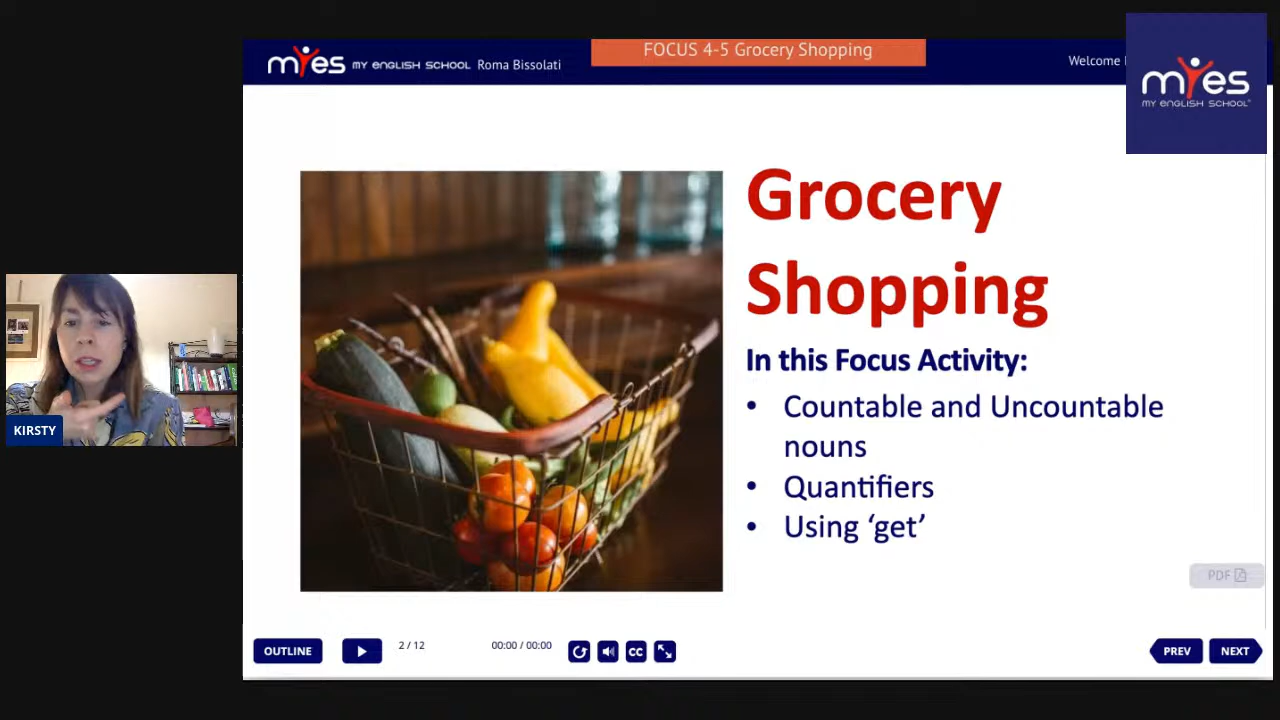 myes MY ENGLISH SCHOOL Roma Bissolati
FOCUS 4-5 Grocery Shopping
Welcome
myes
MY ENGLISH SCHOOL
Grocery
Shopping
In this Focus Activity:
• Countable and Uncountable
nouns
• Quantifiers
• Using ‘get’
KIRSTY
PDF
OUTLINE
2 / 12
00:00 / 00:00
CC
PREV
NEXT